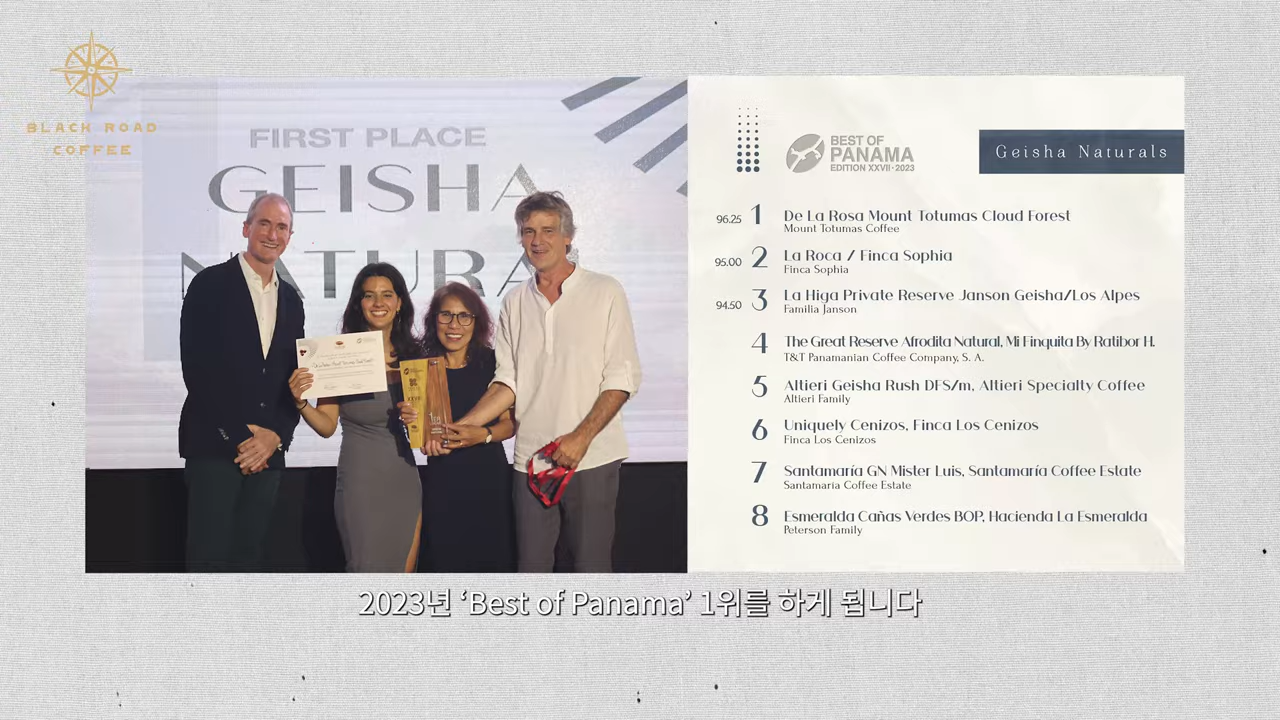 BLACK ROAD
COFFEE
FIRST PLA
GEISHA
NATUR
BEST OF
PANAMA
EDITION XXVII 2023
Geisha Naturals
96.25 1 De La Rosa Mount Totumas Cloud Forest
Mount Totumas Coffee
95.00 2 La Roca / Finca Sophia
Finca Sophia
94.50 3 La Higa Private Reserve-Janson Geisha/Los Alpes
Familia Janson
4 The Great Reserve Afrodita Natural, Mi Finquita By Ratibor H.
T&T Panamanian Coffee Company S. A.
5 Altieri Geisha Rush DFS/m. Altieri Specialty Coffee
Altieri Family
6 Uniquely Cenizos, Finca Los Cenizos
Finca Los Cenizos
7 Santamaría GN Mister Luis-Santamaría Coffee Estate
Santamaría Coffee Estate
8 Esmeralda Cañas Verdes BOP-Hacienda La Esmeralda
Peterson Family
2023년 ‘Best of Panama’ 1위를 하게 됩니다